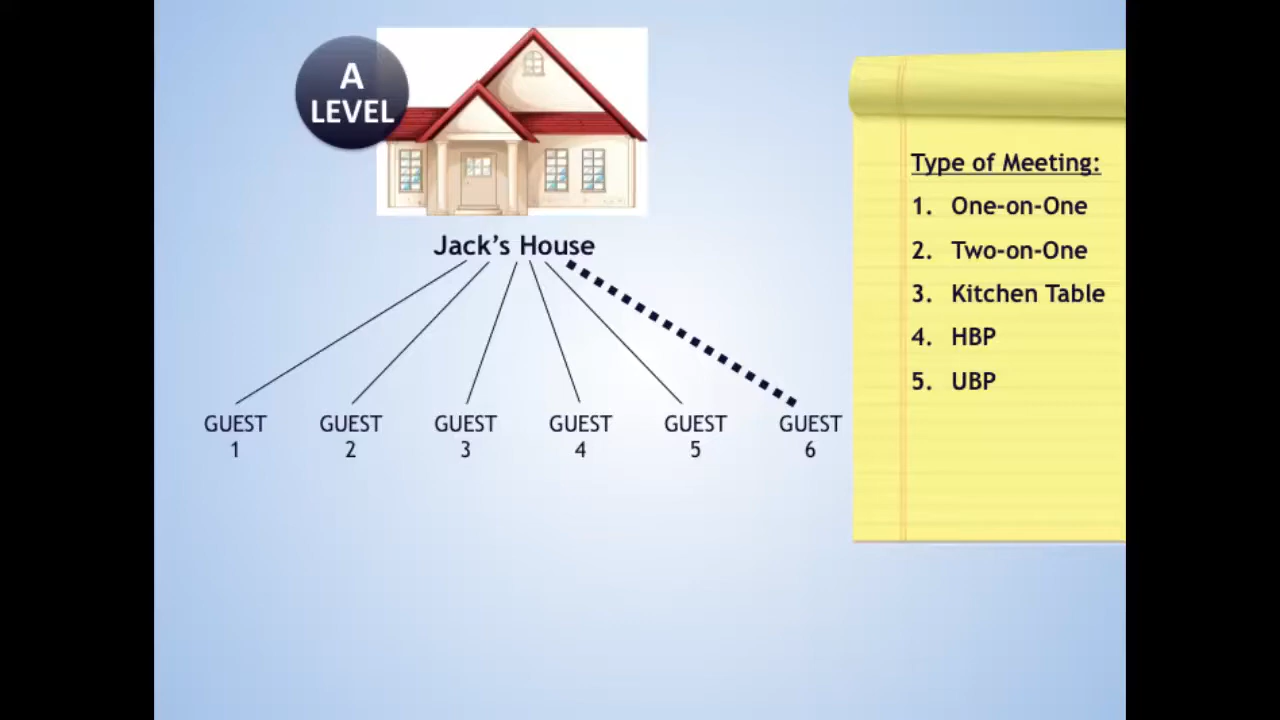 A
LEVEL
Jack's House
GUEST
1
GUEST
2
GUEST
3
GUEST
4
GUEST
5
GUEST
6
Type of Meeting:
1. One-on-One
2. Two-on-One
3. Kitchen Table
4. HBP
5. UBP